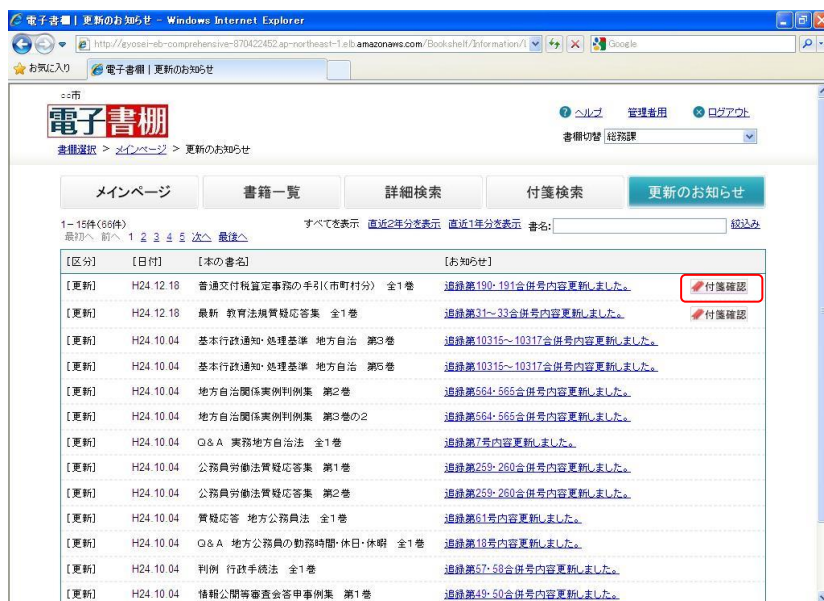 電子書棚 | 更新のお知らせ - Windows Internet Explorer
http://gyosei-eb-comprehensive-870422452.ap-northeast-1.elb.amazonaws.com/Bookshelf/Information/l
Google
お気に入り 電子書棚 | 更新のお知らせ
○○市
電子書棚
ヘルプ 管理者用 ログアウト
書棚切替 総務課
書棚選択 > メインページ > 更新のお知らせ
メインページ 書籍一覧 詳細検索 付箋検索 更新のお知らせ
1-15件(66件) すべてを表示 直近2年分を表示 直近1年分を表示 書名: 絞込み
最初へ 前へ 1 2 3 4 5 次へ 最後へ
[区分] [日付] [本の書名] [お知らせ]
[更新] H24.12.18 普通交付税算定事務の手引(市町村分) 全1巻 追録第190・191合併号内容更新しました。 付箋確認
[更新] H24.12.18 最新 教育法規質疑応答集 全1巻 追録第31~33合併号内容更新しました。 付箋確認
[更新] H24.10.04 基本行政通知・処理基準 地方自治 第3巻 追録第10315~10317合併号内容更新しました。
[更新] H24.10.04 基本行政通知・処理基準 地方自治 第5巻 追録第10315~10317合併号内容更新しました。
[更新] H24.10.04 地方自治関係実例判例集 第2巻 追録第564・565合併号内容更新しました。
[更新] H24.10.04 地方自治関係実例判例集 第3巻の2 追録第564・565合併号内容更新しました。
[更新] H24.10.04 Q&A 実務地方自治法 全1巻 追録第7号内容更新しました。
[更新] H24.10.04 公務員労働法質疑応答集 第1巻 追録第259・260合併号内容更新しました。
[更新] H24.10.04 公務員労働法質疑応答集 第2巻 追録第259・260合併号内容更新しました。
[更新] H24.10.04 質疑応答 地方公務員法 全1巻 追録第61号内容更新しました。
[更新] H24.10.04 Q&A 地方公務員の勤務時間・休日・休暇 全1巻 追録第18号内容更新しました。
[更新] H24.10.04 判例 行政手続法 全1巻 追録第57・58合併号内容更新しました。
[更新] H24.10.04 情報公開等審査会答申事例集 第1巻 追録第49・50合併号内容更新しました。